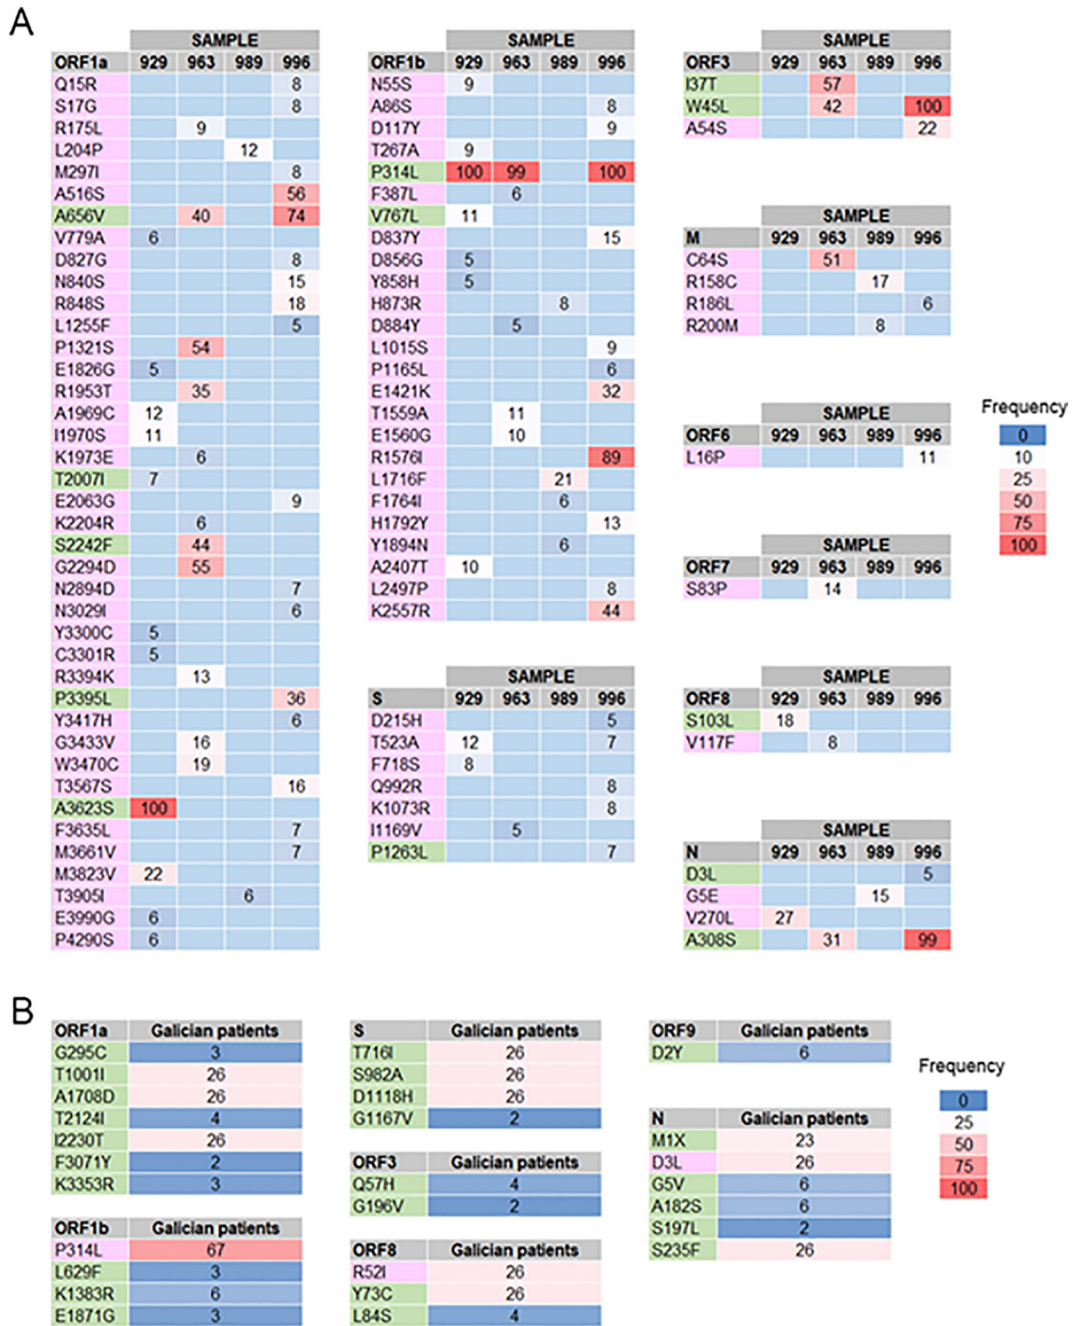 A
SAMPLE
ORF1a 929 963 989 996
Q15R 8
S17G 8
R175L 9
L204P 12
M297I 8
A516S 56
A656V 40 74
V779A 6
D827G 8
N840S 15
R848S 18
L1255F 5
P1321S 54
E1826G 5
R1953T 35
A1969C 12
I1970S 11
K1973E 6
T2007I 7
E2063G 9
K2204R 6
S2242F 44
G2294D 55
N2894D 7
N3029I 6
Y3300C 5
C3301R 5
R3394K 13
P3395L 36
Y3417H 6
G3433V 16
W3470C 19
T3567S 16
A3623S 100
F3635L 7
M3661V 7
M3823V 22
T3905I 6
E3990G 6
P4290S 6
SAMPLE
ORF1b 929 963 989 996
N55S 9
A86S 8
D117Y 9
T267A 9
P314L 100 99 100
F387L 6
V767L 11
D837Y 15
D856G 5
Y858H 5
H873R 8
D884Y 5
L1015S 9
P1165L 6
E1421K 32
T1559A 11
E1560G 10
R1576I 89
L1716F 21
F1764I 6
H1792Y 13
Y1894N 6
A2407T 10
L2497P 8
K2557R 44
SAMPLE
S 929 963 989 996
D215H 5
T523A 12 7
F718S 8
Q992R 8
K1073R 8
I1169V 5
P1263L 7
SAMPLE
ORF3 929 963 989 996
I37T 57
W45L 42 100
A54S 22
SAMPLE
M 929 963 989 996
C64S 51
R158C 17
R186L 6
R200M 8
SAMPLE
ORF6 929 963 989 996
L16P 11
SAMPLE
ORF7 929 963 989 996
S83P 14
SAMPLE
ORF8 929 963 989 996
S103L 18
V117F 8
SAMPLE
N 929 963 989 996
D3L 5
G5E 15
V270L 27
A308S 31 99
Frequency
0
10
25
50
75
100
B
ORF1a Galician patients
G295C 3
T1001I 26
A1708D 26
T2124I 4
I2230T 26
F3071Y 2
K3353R 3
ORF1b Galician patients
P314L 67
L629F 3
K1383R 6
E1871G 3
S Galician patients
T716I 26
S982A 26
D1118H 26
G1167V 2
ORF3 Galician patients
Q57H 4
G196V 2
ORF8 Galician patients
R52I 26
Y73C 26
L84S 4
ORF9 Galician patients
D2Y 6
N Galician patients
M1X 23
D3L 26
G5V 6
A182S 6
S197L 2
S235F 26
Frequency
0
25
50
75
100